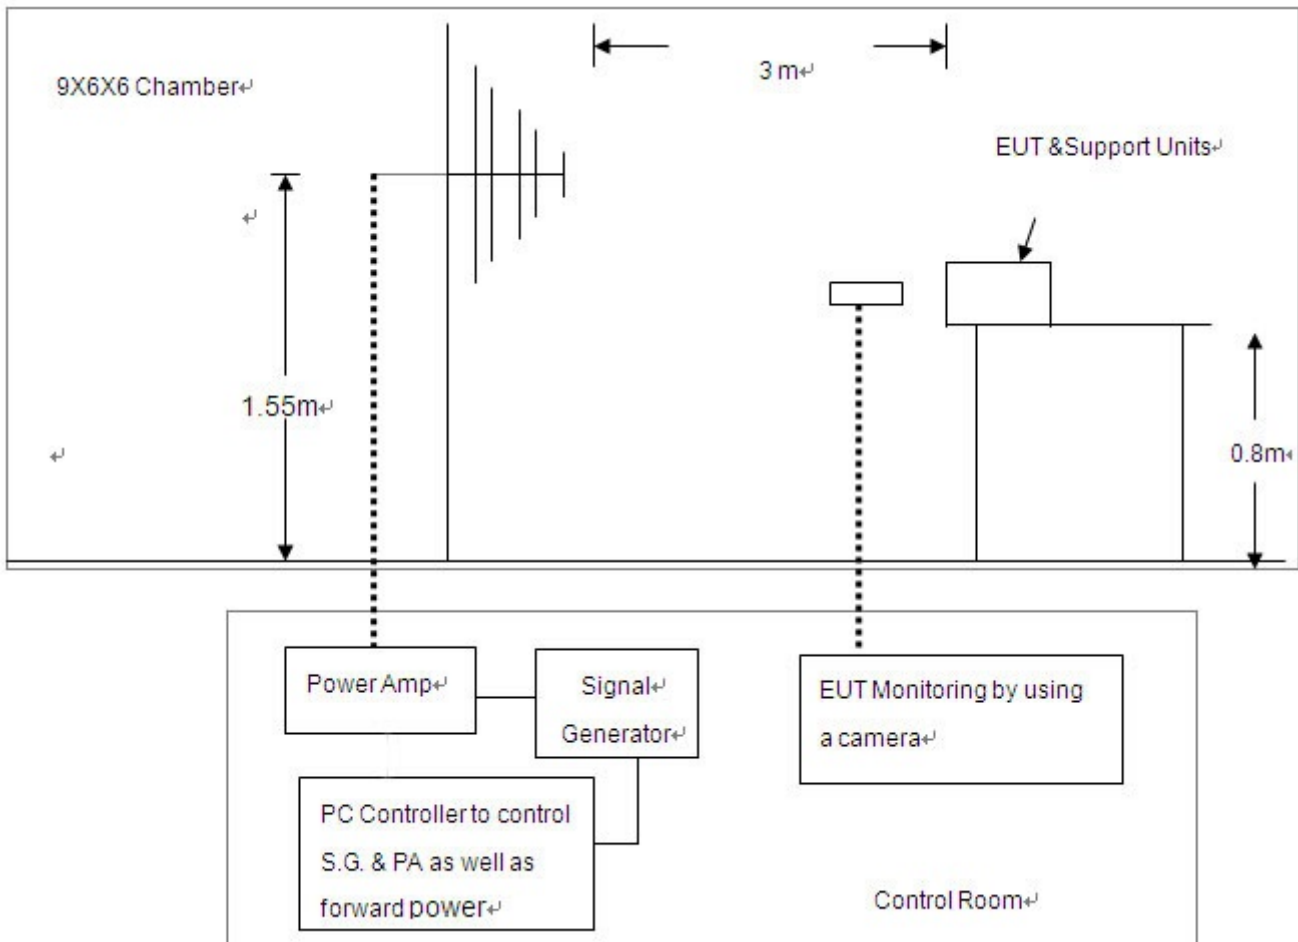 9X6X6 Chamber↵
3 m↵
EUT &Support Units↵
↵
1.55m↵
↵
0.8m
Power Amp↵
Signal↵
Generator↵
EUT Monitoring by using
a camera↵
PC Controller to control
S.G. & PA as well as
forward power↵
Control Room↵